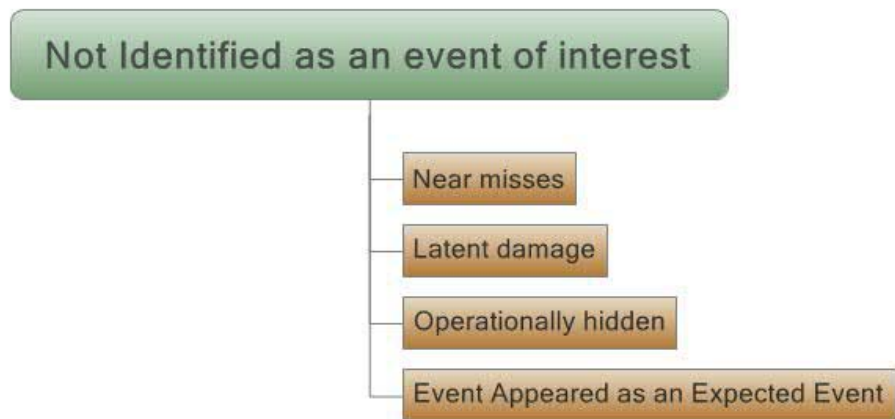 Not Identified as an event of interest
Near misses
Latent damage
Operationally hidden
Event Appeared as an Expected Event